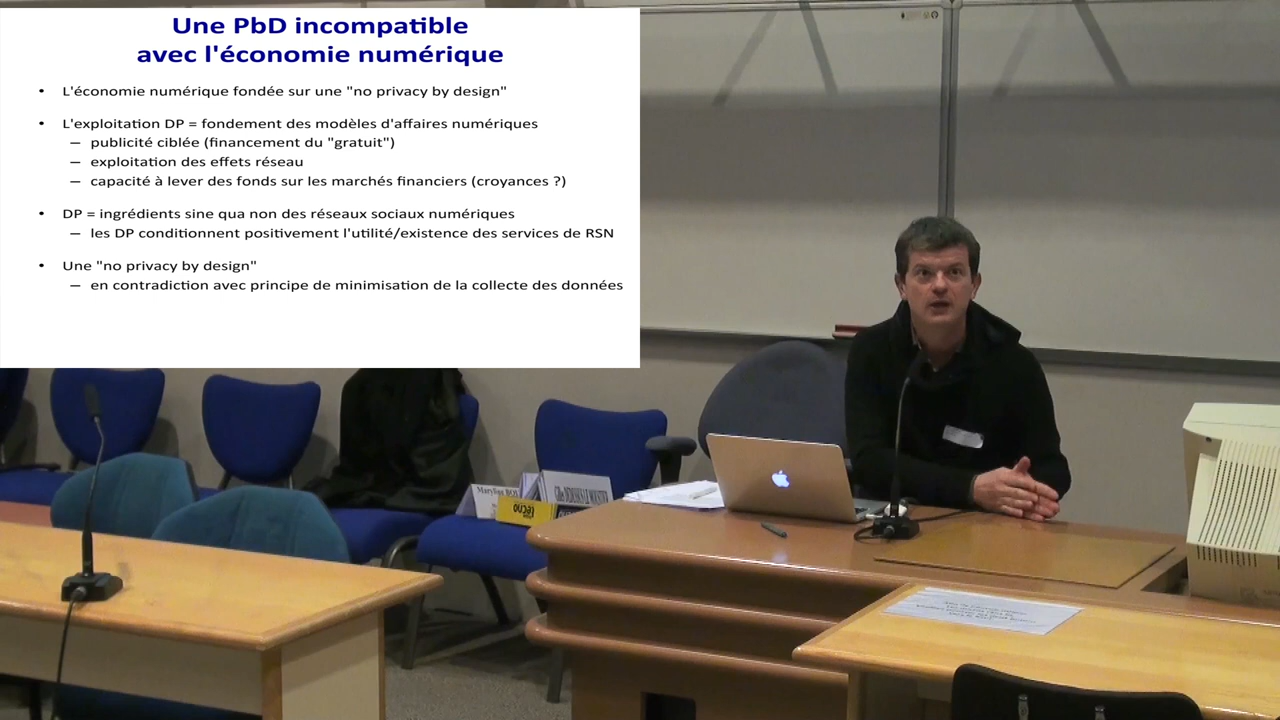 Une PbD incompatible
avec l'économie numérique
• L'économie numérique fondée sur une "no privacy by design"
• L'exploitation DP = fondement des modèles d'affaires numériques
– publicité ciblée (financement du "gratuit")
– exploitation des effets réseau
– capacité à lever des fonds sur les marchés financiers (croyances ?)
• DP = ingrédients sine qua non des réseaux sociaux numériques
– les DP conditionnent positivement l'utilité/existence des services de RSN
• Une "no privacy by design"
– en contradiction avec principe de minimisation de la collecte des données